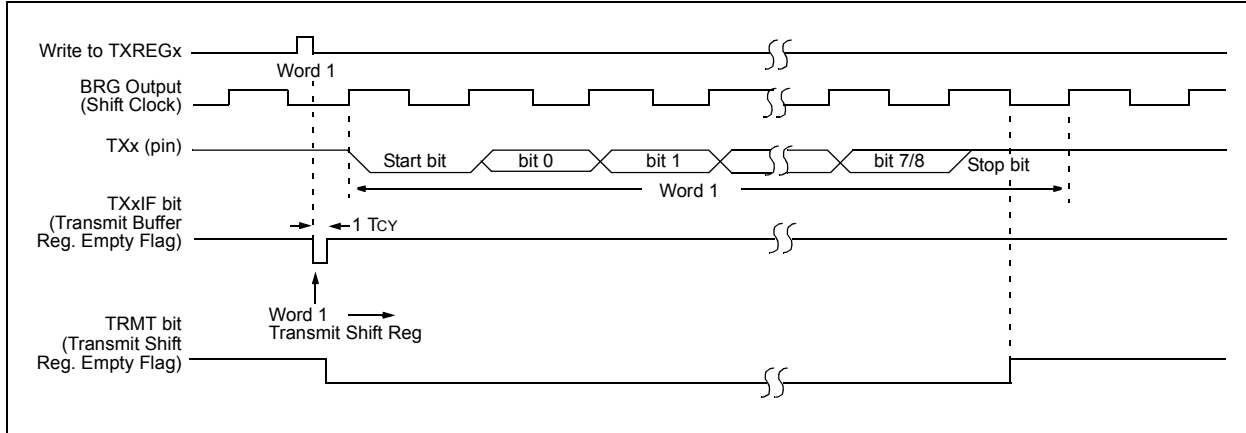 Write to TXREGx
Word 1
BRG Output
(Shift Clock)
TXx (pin)
Start bit
bit 0
bit 1
bit 7/8
Stop bit
Word 1
TXxIF bit
(Transmit Buffer
Reg. Empty Flag)
1 TCY
Word 1
Transmit Shift Reg
TRMT bit
(Transmit Shift
Reg. Empty Flag)